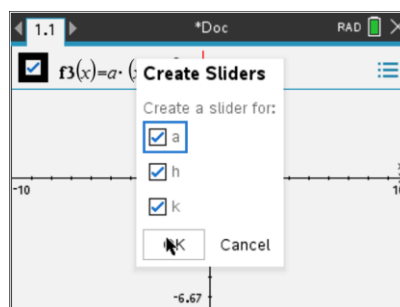 1.1
*Doc
RAD
f3(x)=a·
Create Sliders
Create a slider for:
a
h
k
OK
Cancel
-10
-6.67